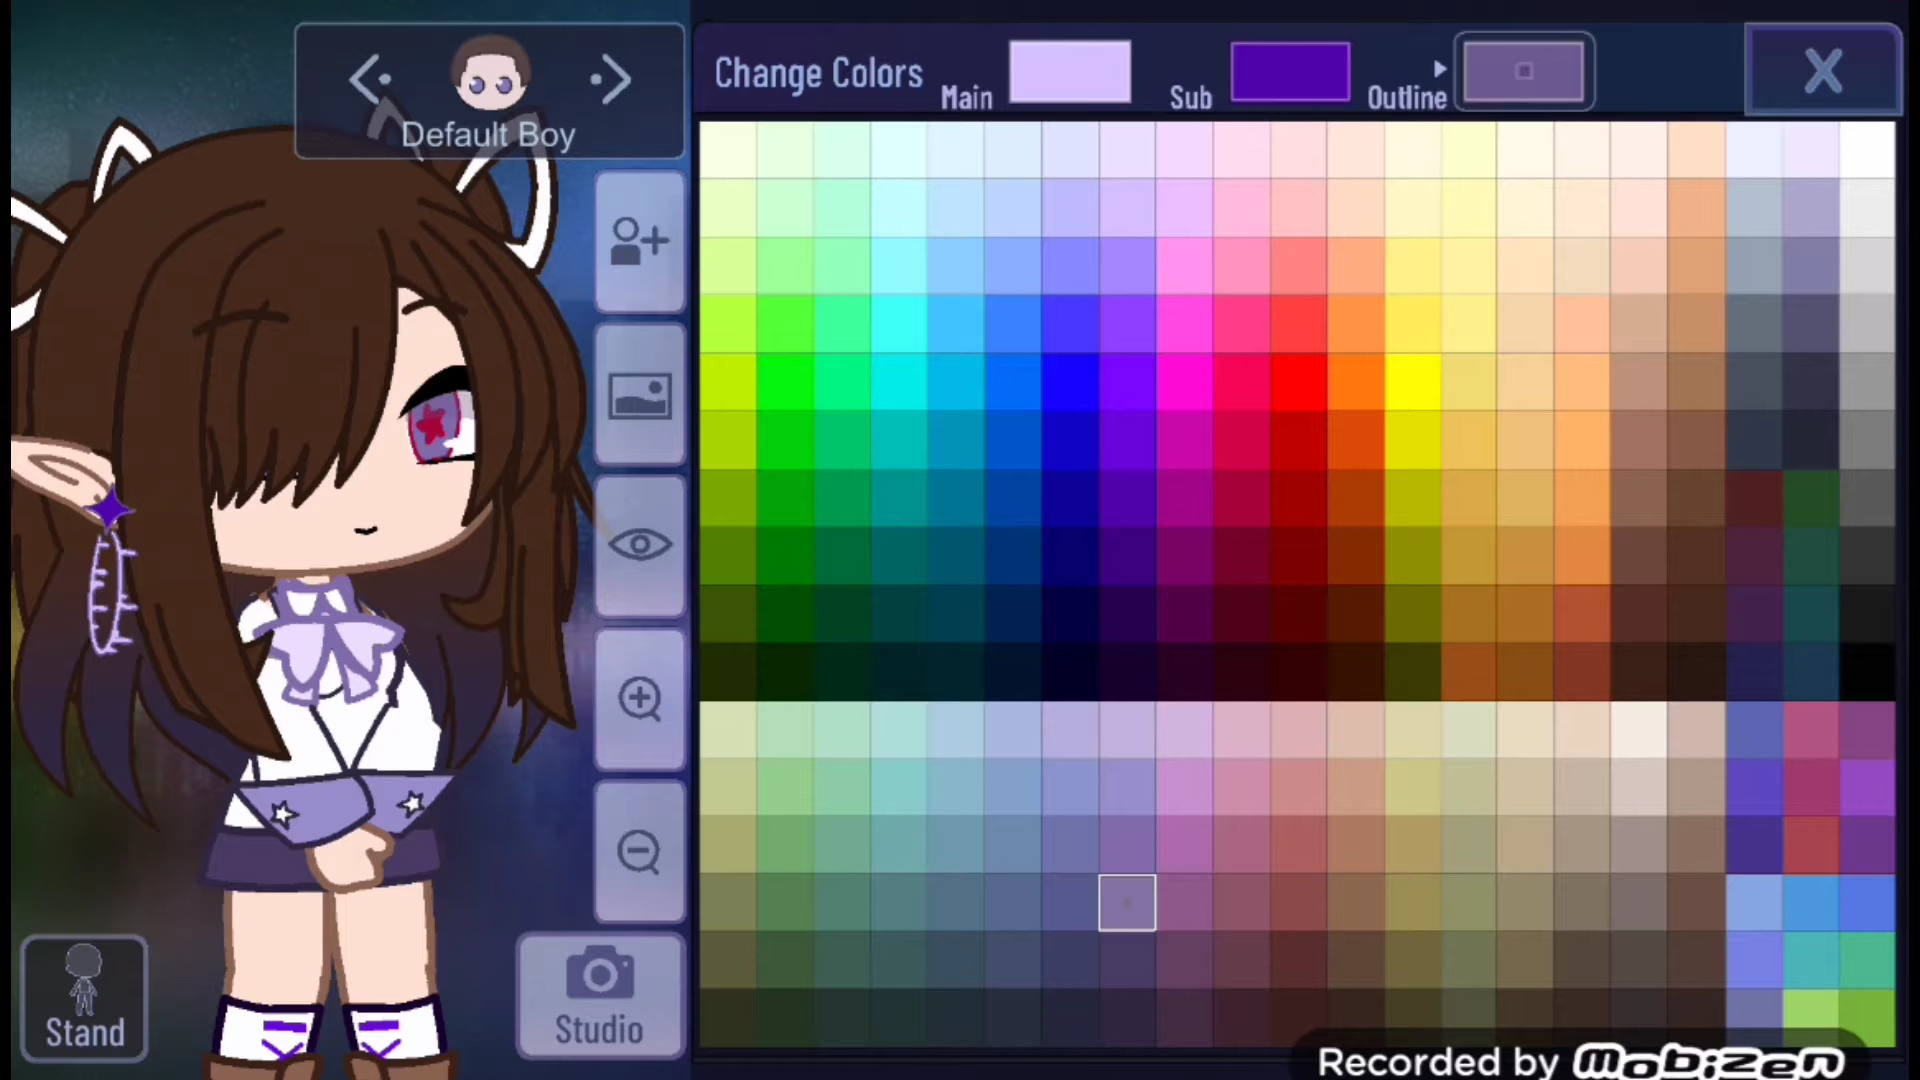 Default Boy
Change Colors
Main
Sub
Outline
X
Stand
Studio
Recorded by mobizen